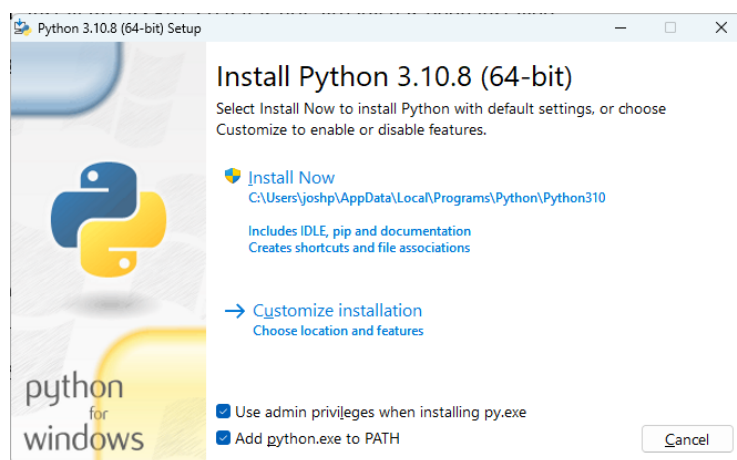 Python 3.10.8 (64-bit) Setup
Install Python 3.10.8 (64-bit)
Select Install Now to install Python with default settings, or choose
Customize to enable or disable features.
Install Now
C:\Users\joshp\AppData\Local\Programs\Python\Python310
Includes IDLE, pip and documentation
Creates shortcuts and file associations
Customize installation
Choose location and features
python
for
windows
Use admin privileges when installing py.exe
Add python.exe to PATH
Cancel